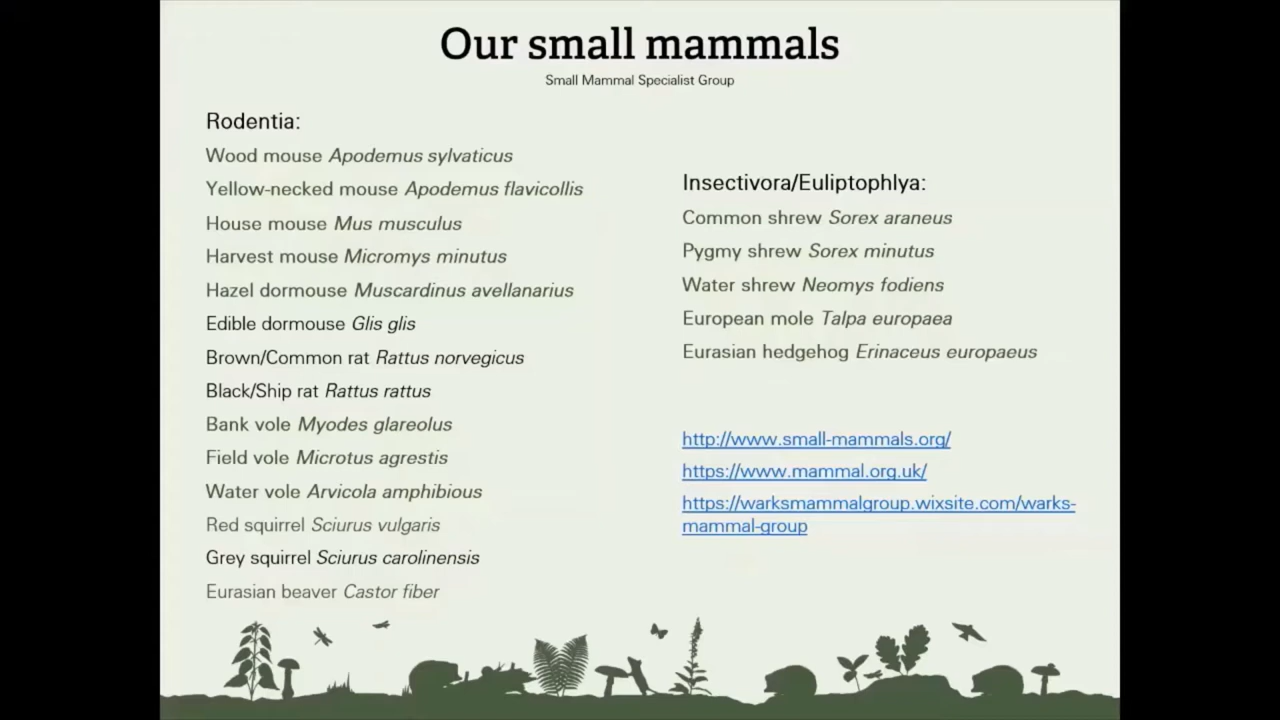 Our small mammals
Small Mammal Specialist Group
Rodentia:
Wood mouse Apodemus sylvaticus
Yellow-necked mouse Apodemus flavicollis
House mouse Mus musculus
Harvest mouse Micromys minutus
Hazel dormouse Muscardinus avellanarius
Edible dormouse Glis glis
Brown/Common rat Rattus norvegicus
Black/Ship rat Rattus rattus
Bank vole Myodes glareolus
Field vole Microtus agrestis
Water vole Arvicola amphibious
Red squirrel Sciurus vulgaris
Grey squirrel Sciurus carolinensis
Eurasian beaver Castor fiber
Insectivora/Euliptophlya:
Common shrew Sorex araneus
Pygmy shrew Sorex minutus
Water shrew Neomys fodiens
European mole Talpa europaea
Eurasian hedgehog Erinaceus europaeus
http://www.small-mammals.org/
https://www.mammal.org.uk/
https://warksmammalgroup.wixsite.com/warks-
mammal-group